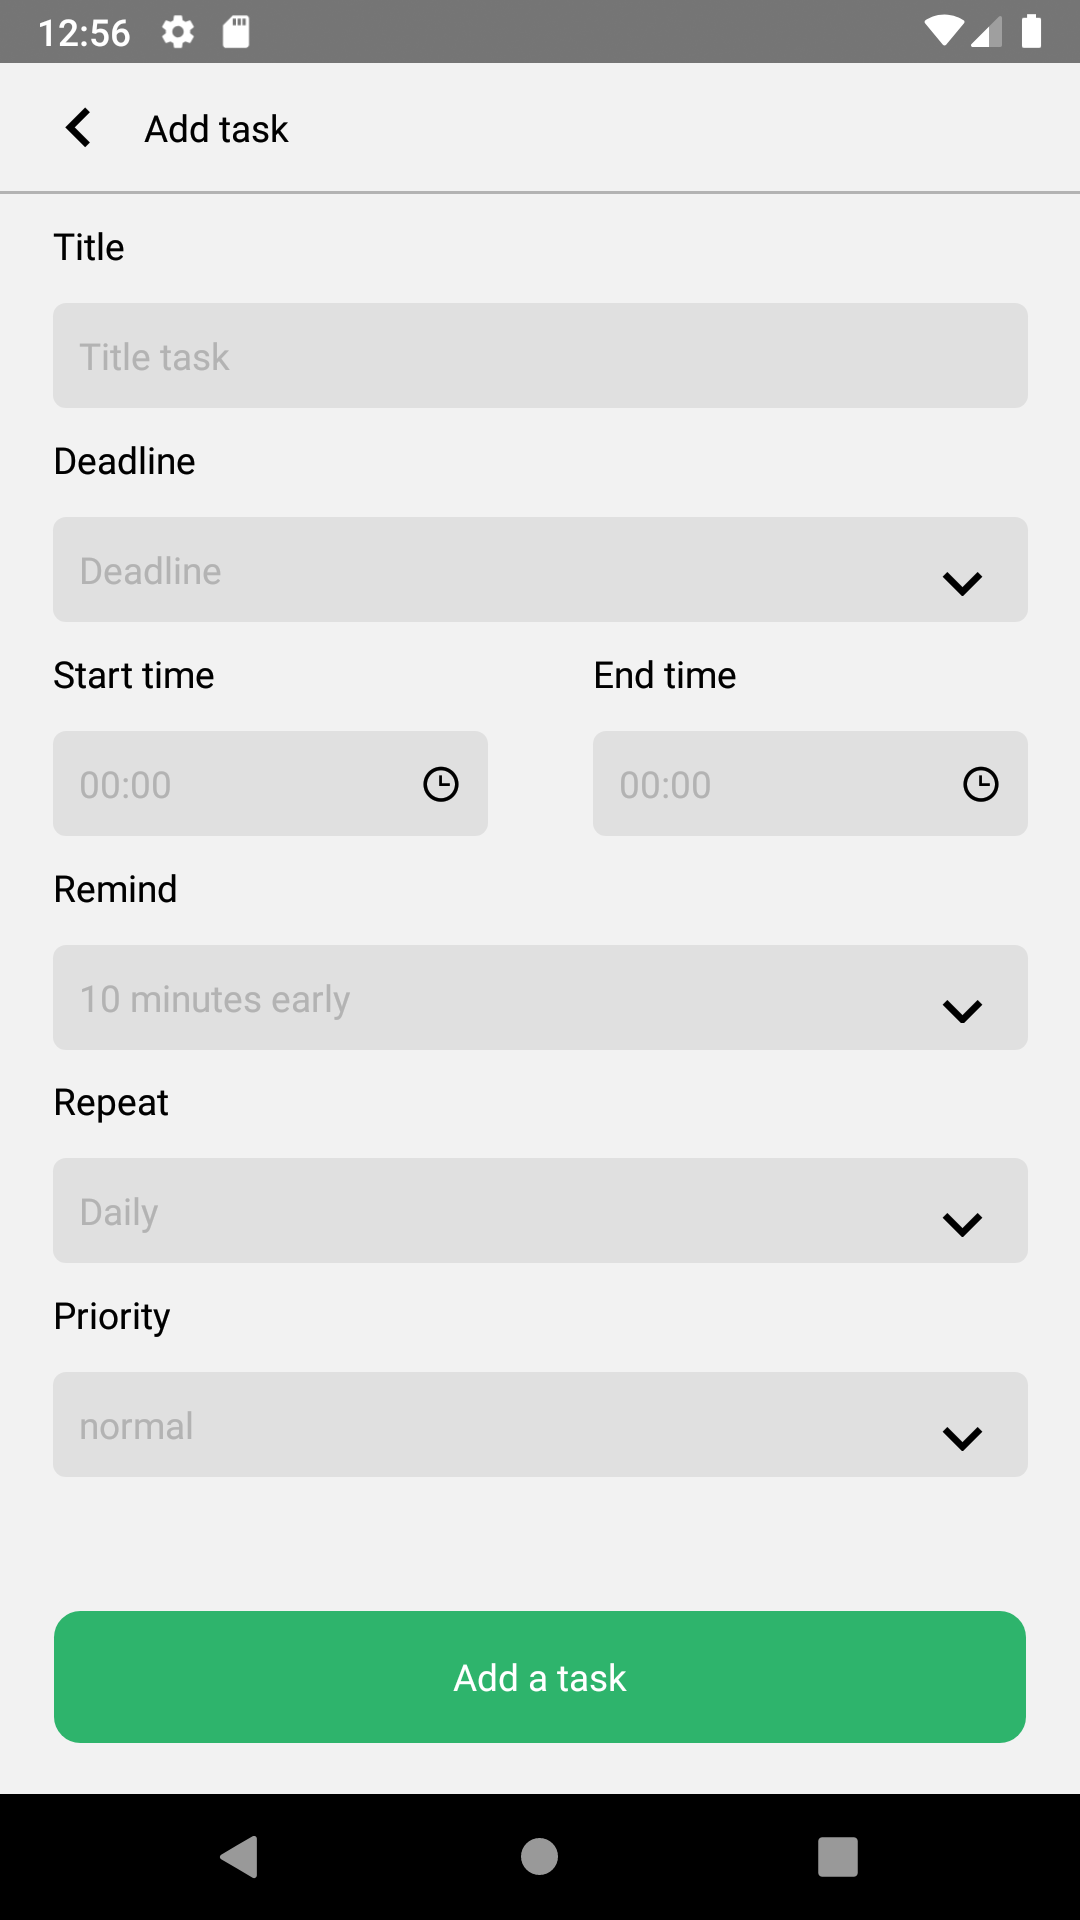 12:56
Add task
Title
Title task
Deadline
Deadline
Start time End time
00:00 00:00
Remind
10 minutes early
Repeat
Daily
Priority
normal
Add a task